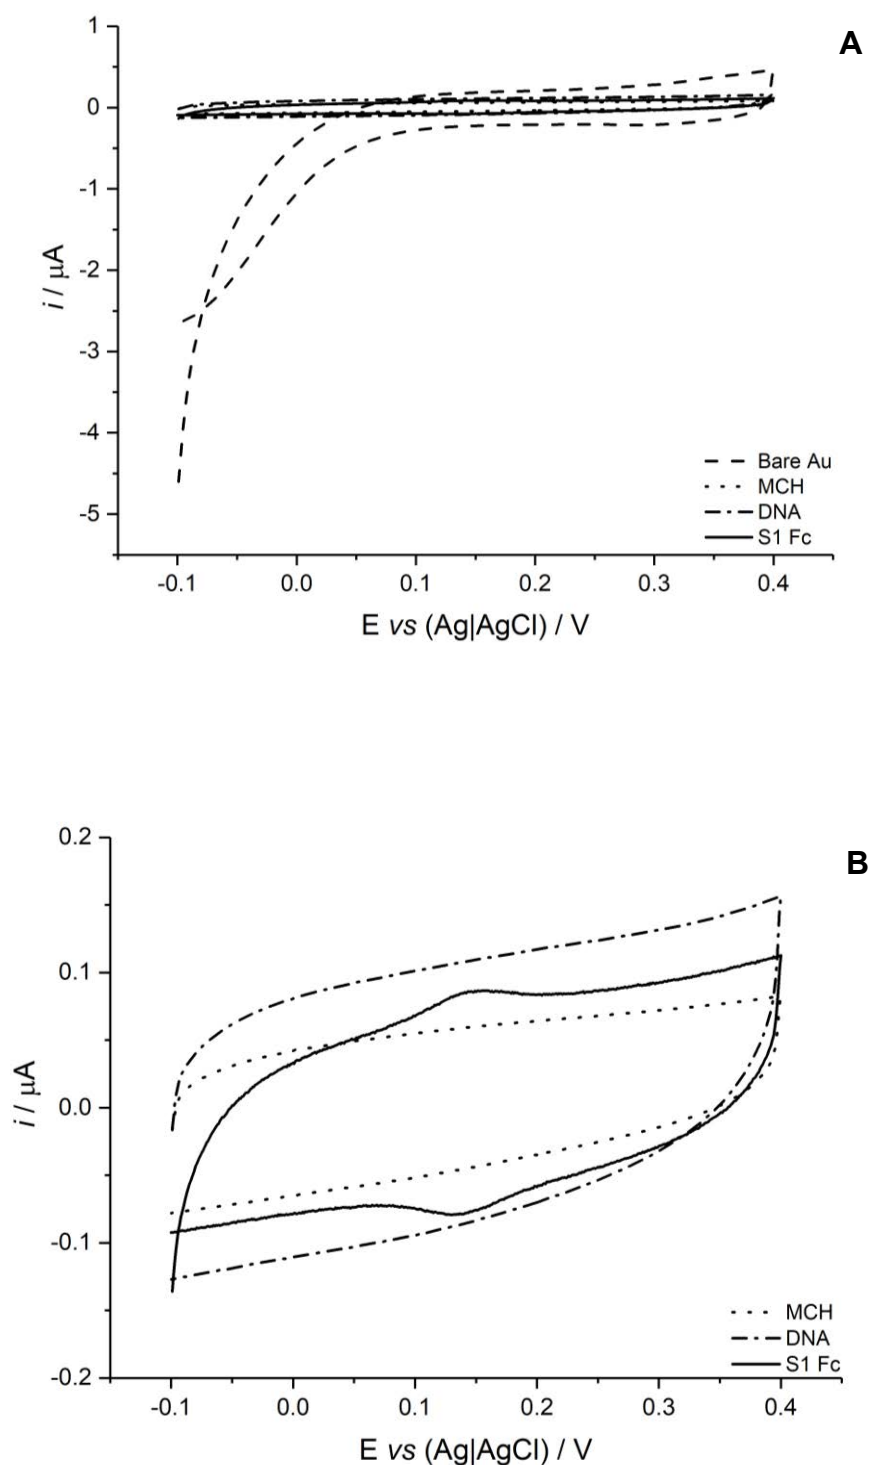 A
1
0
-1
-2
-3
-4
-5
i / μA
Bare Au
MCH
DNA
S1 Fc
-0.1 0.0 0.1 0.2 0.3 0.4
E vs (Ag|AgCl) / V
B
0.2
0.1
0.0
-0.1
-0.2
i / μA
MCH
DNA
S1 Fc
-0.1 0.0 0.1 0.2 0.3 0.4
E vs (Ag|AgCl) / V